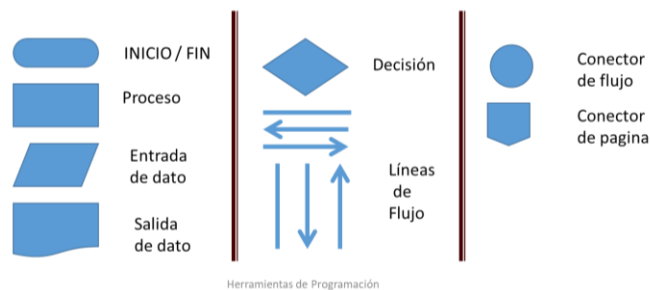 INICIO / FIN
Proceso
Entrada
de dato
Salida
de dato
Decisión
Líneas
de
Flujo
Conector
de flujo
Conector
de pagina
Herramientas de Programación